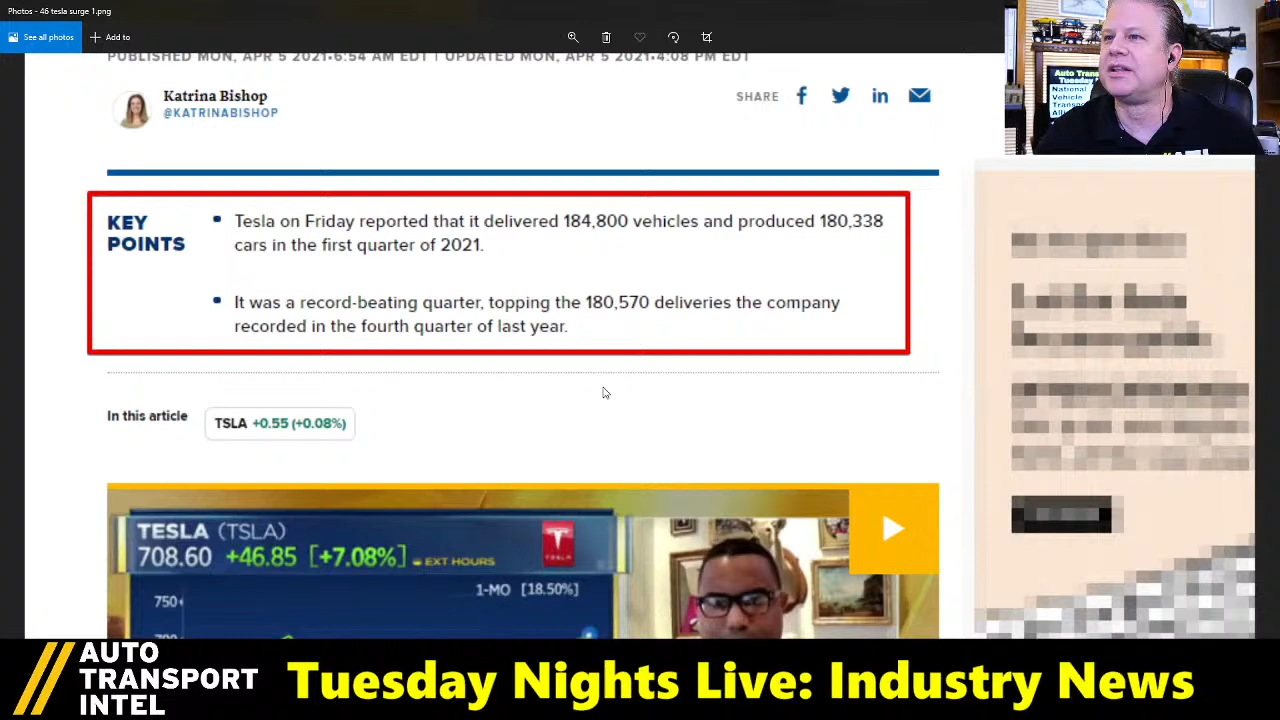 Photos - 46 tesla surge 1.png
See all photos
Add to
PUBLISHED MON, APR 5 2021•6:54 AM EDT | UPDATED MON, APR 5 2021•4:08 PM EDT
Katrina Bishop
@KATRINABISHOP
SHARE
KEY
POINTS
Tesla on Friday reported that it delivered 184,800 vehicles and produced 180,338
cars in the first quarter of 2021.
It was a record-beating quarter, topping the 180,570 deliveries the company
recorded in the fourth quarter of last year.
In this article
TSLA +0.55 (+0.08%)
TESLA (TSLA)
708.60 +46.85 [+7.08%] EXT HOURS
1-MO [18.50%]
750
TESLA
Auto
Tuesday
National
Vehicle
AUTO
TRANSPORT
INTEL
Tuesday Nights Live: Industry News